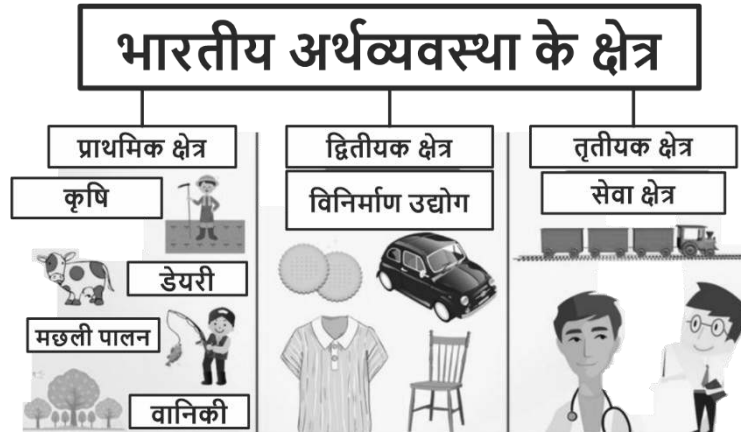 भारतीय अर्थव्यवस्था के क्षेत्र
प्राथमिक क्षेत्र
कृषि
डेयरी
मछली पालन
वानिकी
द्वितीयक क्षेत्र
विनिर्माण उद्योग
तृतीयक क्षेत्र
सेवा क्षेत्र